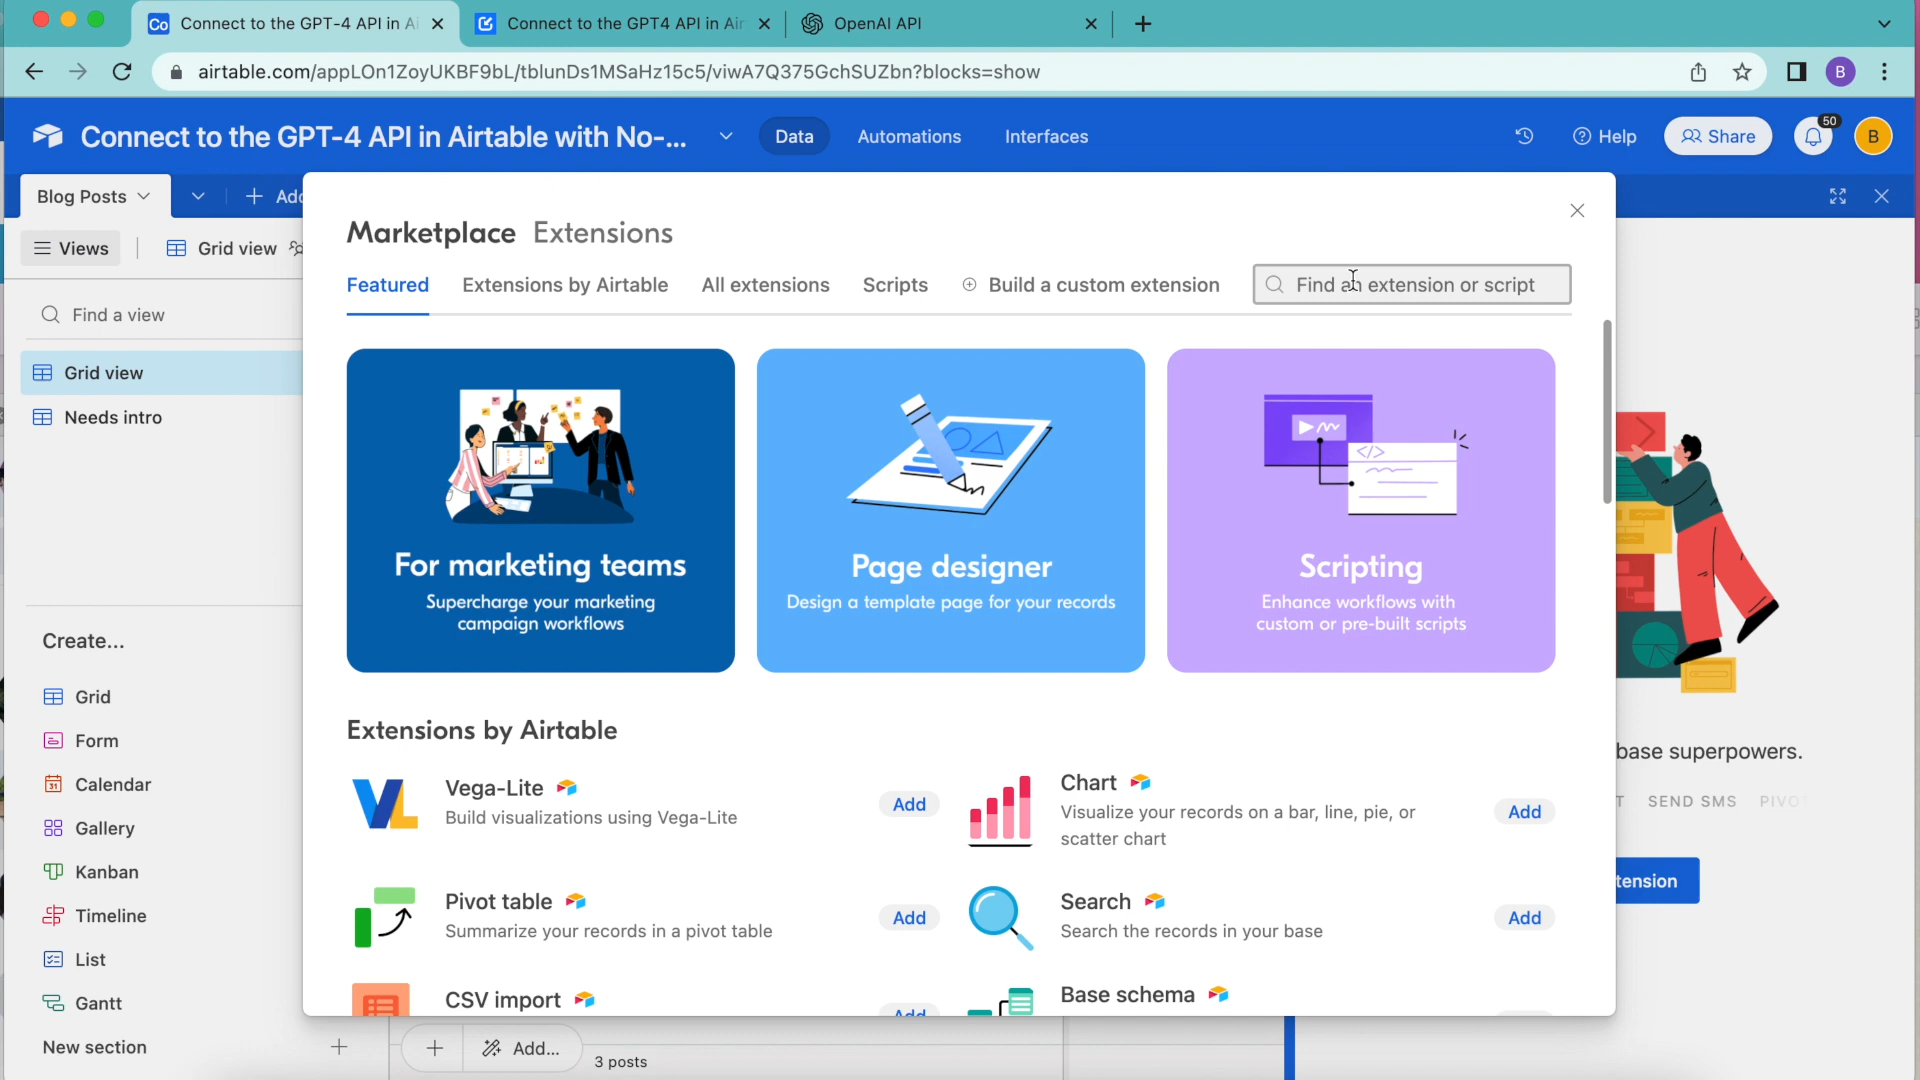 Co Connect to the GPT-4 API in Ai
Connect to the GPT4 API in Air
OpenAI API
airtable.com/appLOn1ZoyUKBF9bL/tblunDs1MSaHz15c5/viwA7Q375GchSUZbn?blocks=show
B
Connect to the GPT-4 API in Airtable with No-...
Data
Automations
Interfaces
Help
Share
50
B
Blog Posts
Add
Views
Grid view
Find a view
Grid view
Needs intro
Create...
Grid
Form
31 Calendar
Gallery
Kanban
Timeline
List
Gantt
New section
Marketplace Extensions
Featured
Extensions by Airtable
All extensions
Scripts
Build a custom extension
Find an extension or script
For marketing teams
Supercharge your marketing
campaign workflows
Page designer
Design a template page for your records
</>
Scripting
Enhance workflows with
custom or pre-built scripts
Extensions by Airtable
VL
Vega-Lite
Build visualizations using Vega-Lite
Add
Chart
Visualize your records on a bar, line, pie, or
scatter chart
Add
Pivot table
Summarize your records in a pivot table
Add
Search
Search the records in your base
Add
CSV import
Add
Base schema
base superpowers.
T SEND SMS PIVO
tension
Add...
3 posts